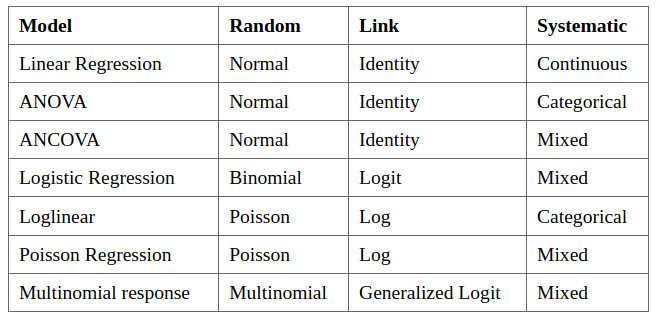 Model Random Link Systematic
Linear Regression Normal Identity Continuous
ANOVA Normal Identity Categorical
ANCOVA Normal Identity Mixed
Logistic Regression Binomial Logit Mixed
Loglinear Poisson Log Categorical
Poisson Regression Poisson Log Mixed
Multinomial response Multinomial Generalized Logit Mixed